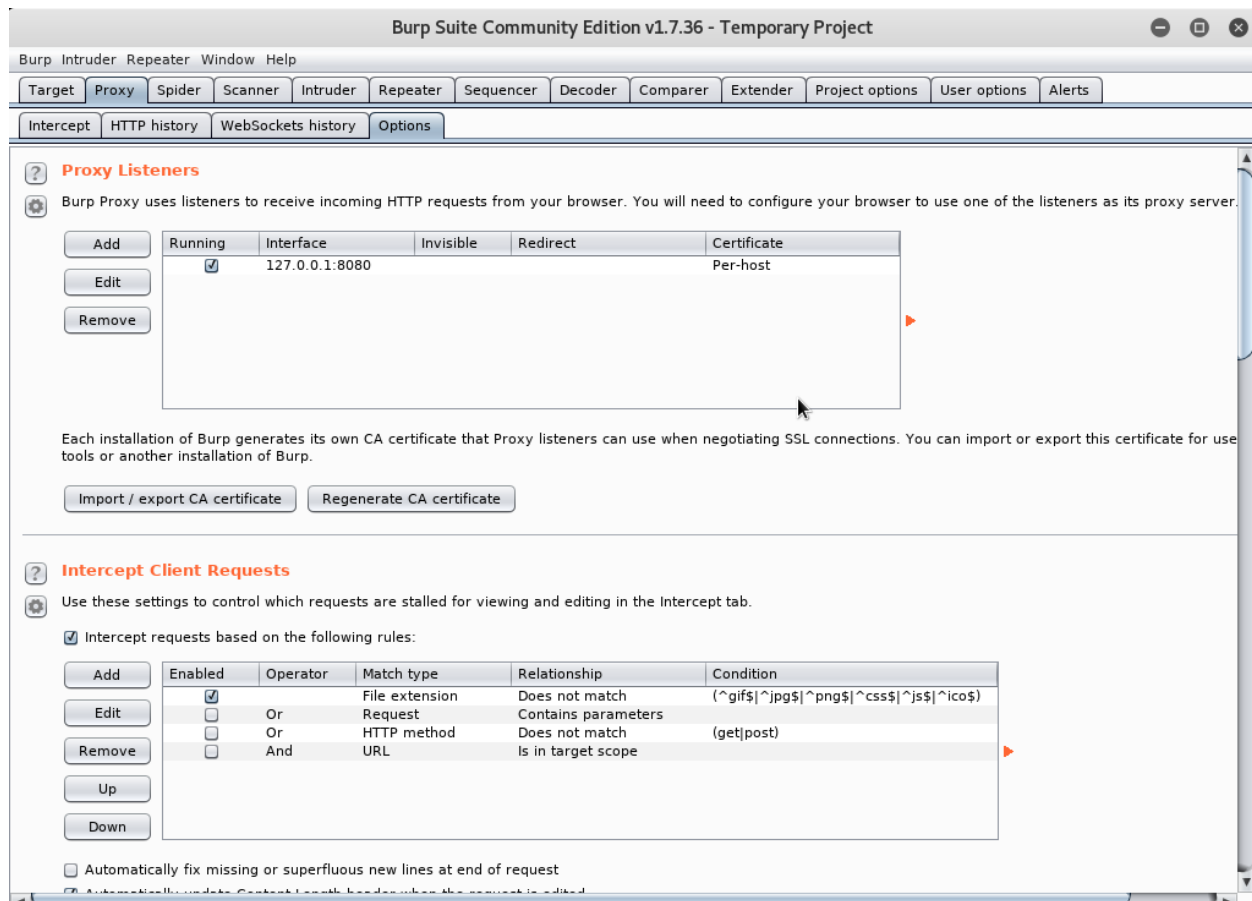 Burp Suite Community Edition v1.7.36 - Temporary Project
Burp Intruder Repeater Window Help
Target Proxy Spider Scanner Intruder Repeater Sequencer Decoder Comparer Extender Project options User options Alerts
Intercept HTTP history WebSockets history Options
? Proxy Listeners
Burp Proxy uses listeners to receive incoming HTTP requests from your browser. You will need to configure your browser to use one of the listeners as its proxy server.
Add Running Interface Invisible Redirect Certificate
127.0.0.1:8080 Per-host
Edit
Remove
Each installation of Burp generates its own CA certificate that Proxy listeners can use when negotiating SSL connections. You can import or export this certificate for use
tools or another installation of Burp.
Import / export CA certificate Regenerate CA certificate
? Intercept Client Requests
Use these settings to control which requests are stalled for viewing and editing in the Intercept tab.
Intercept requests based on the following rules:
Add Enabled Operator Match type Relationship Condition
File extension Does not match (^gif$|^jpg$|^png$|^css$|^js$|^ico$)
Edit Or Request Contains parameters
Or HTTP method Does not match (get|post)
Remove And URL Is in target scope
Up
Down
Automatically fix missing or superfluous new lines at end of request
Automatically update Content-Length header when the request is edited